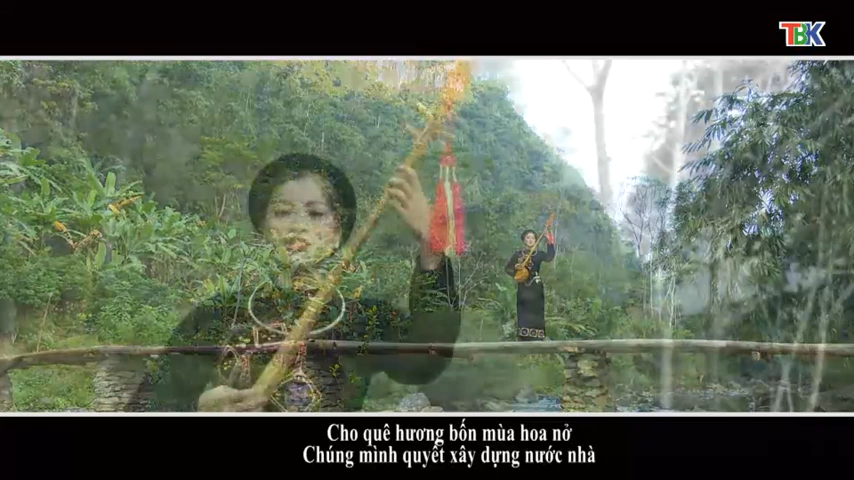 TBK
Cho quê hương bốn mùa hoa nở
Chúng mình quyết xây dựng nước nhà